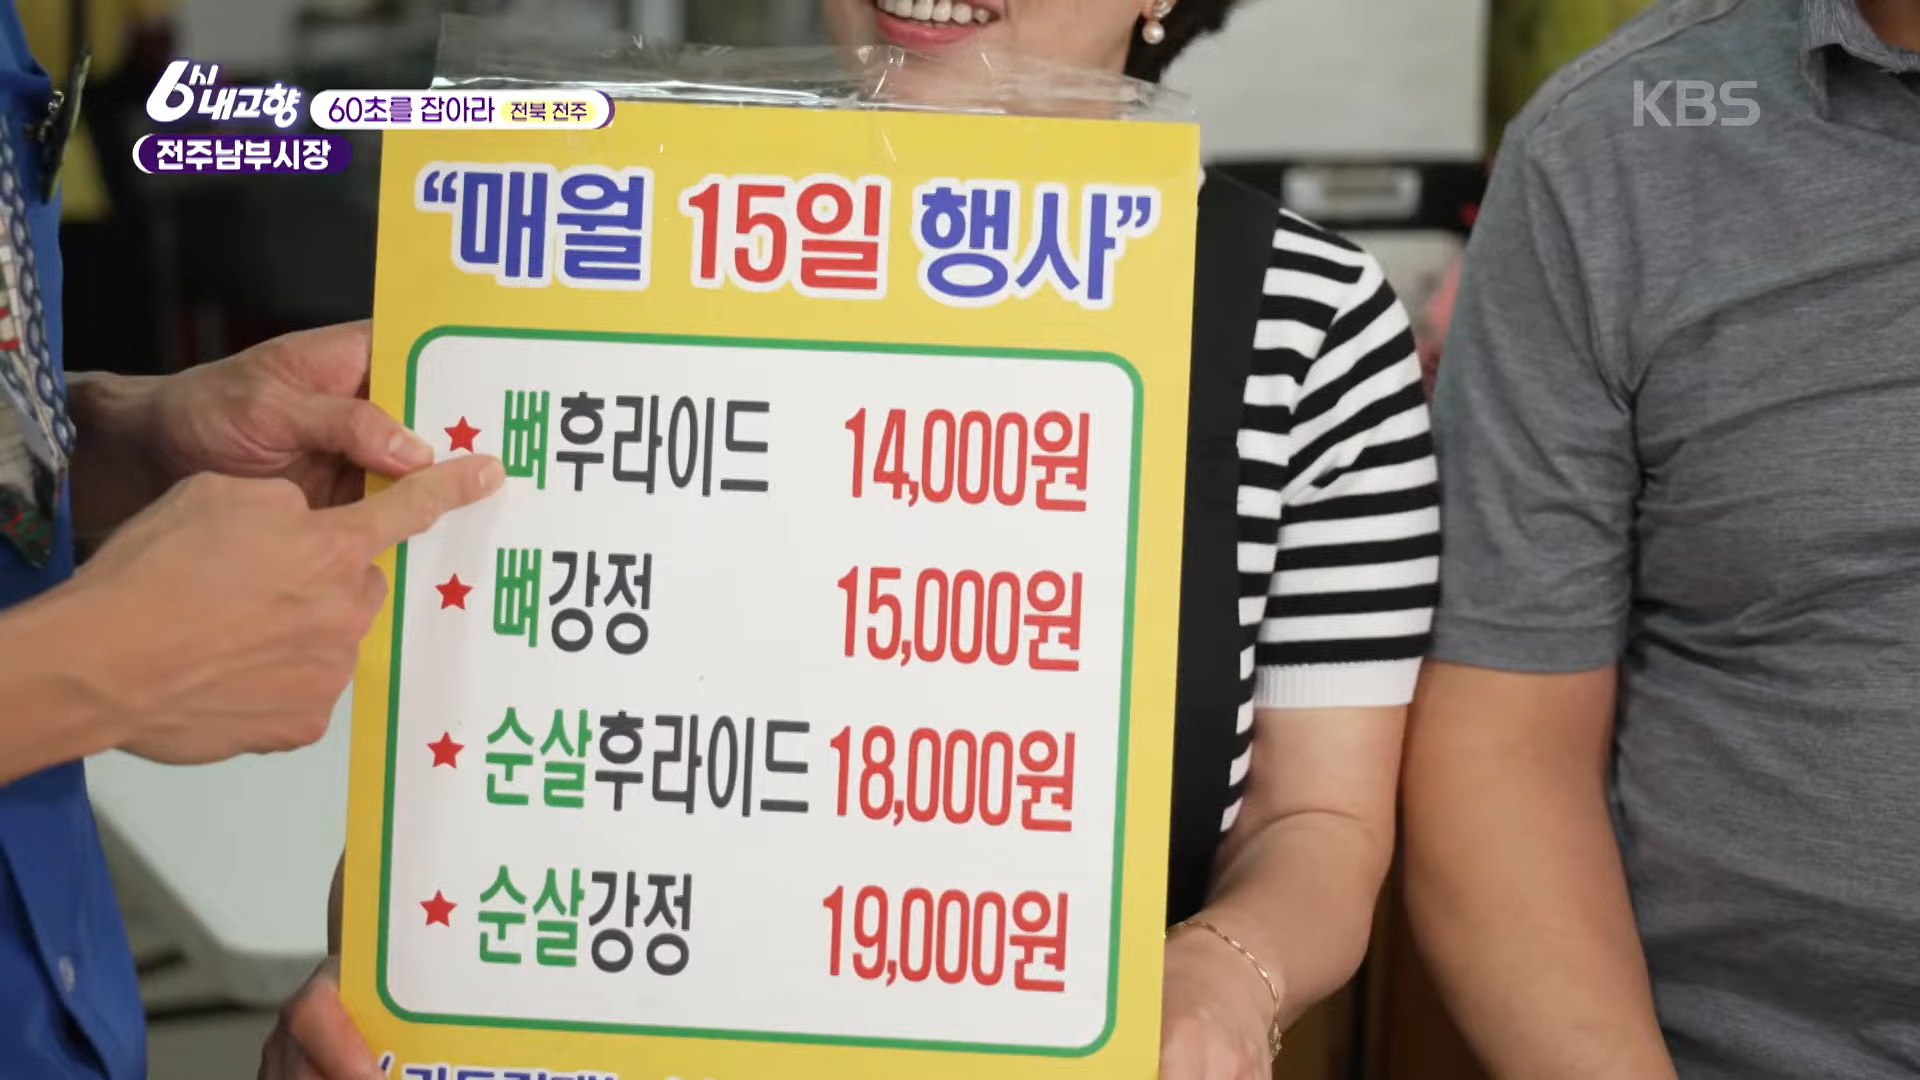 6시내고향 60초를 잡아라 전북 전주
전주남부시장
KBS
“매월 15일 행사”
★ 뼈후라이드 14,000원
★ 뼈강정 15,000원
★ 순살후라이드 18,000원
★ 순살강정 19,000원